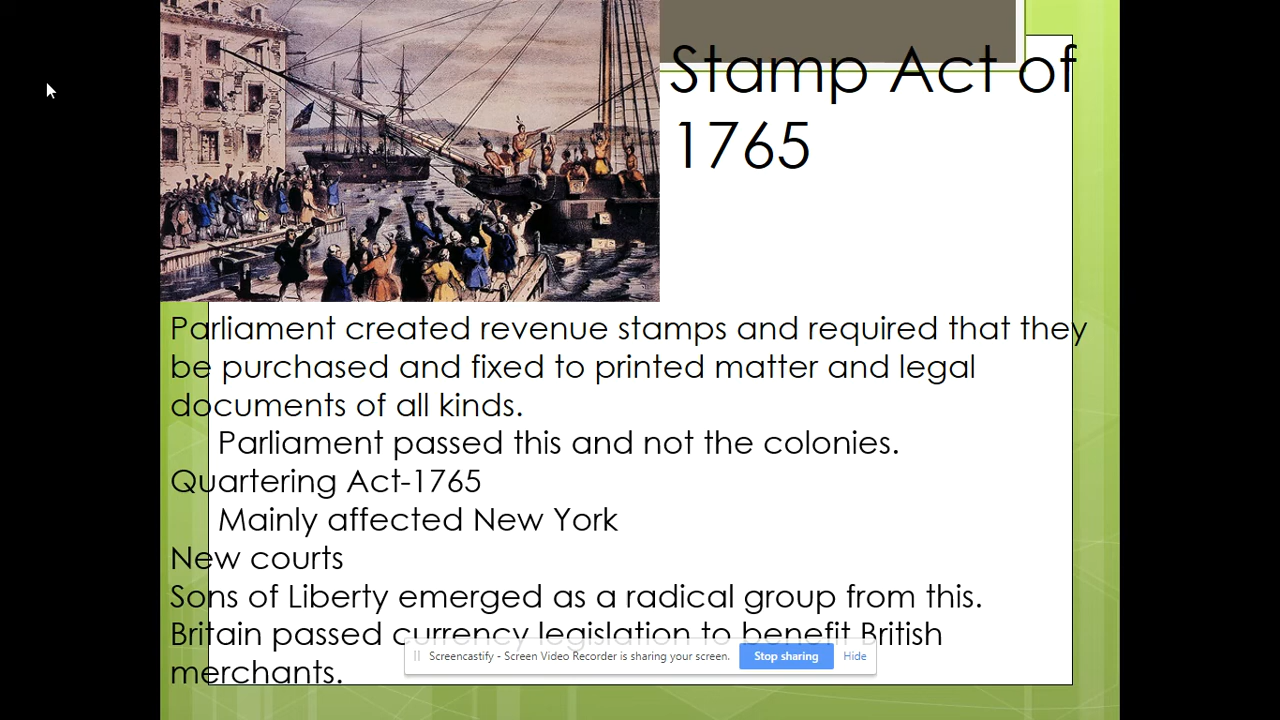 Stamp Act of
1765
Parliament created revenue stamps and required that they
be purchased and fixed to printed matter and legal
documents of all kinds.
Parliament passed this and not the colonies.
Quartering Act-1765
Mainly affected New York
New courts
Sons of Liberty emerged as a radical group from this.
Britain passed currency legislation to benefit British
merchants.
Screencastify - Screen Video Recorder is sharing your screen.
Stop sharing
Hide